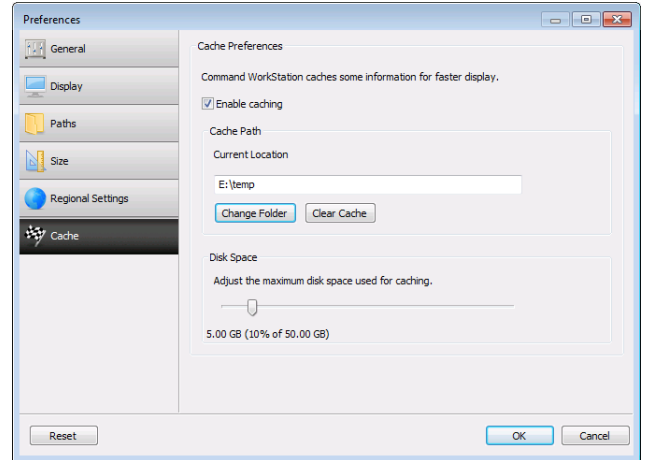 Preferences
General
Display
Paths
Size
Regional Settings
Cache
Cache Preferences
Command WorkStation caches some information for faster display.
Enable caching
Cache Path
Current Location
E:\temp
Change Folder Clear Cache
Disk Space
Adjust the maximum disk space used for caching.
5.00 GB (10% of 50.00 GB)
Reset OK Cancel